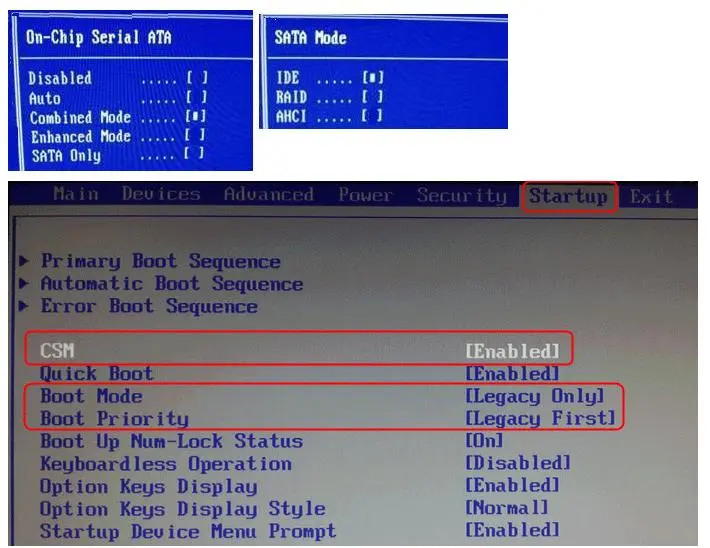 On-Chip Serial ATA
Disabled ..... [ ]
Auto ..... [ ]
Combined Mode ..... [■]
Enhanced Mode ..... [ ]
SATA Only ..... [ ]
SATA Mode
IDE ..... [■]
RAID ..... [ ]
AHCI ..... [ ]
Main Devices Advanced Power Security Startup Exit
Primary Boot Sequence
Automatic Boot Sequence
Error Boot Sequence
CSM [Enabled]
Quick Boot [Enabled]
Boot Mode [Legacy Only]
Boot Priority [Legacy First]
Boot Up Num-Lock Status [On]
Keyboardless Operation [Disabled]
Option Keys Display [Enabled]
Option Keys Display Style [Normal]
Startup Device Menu Prompt [Enabled]